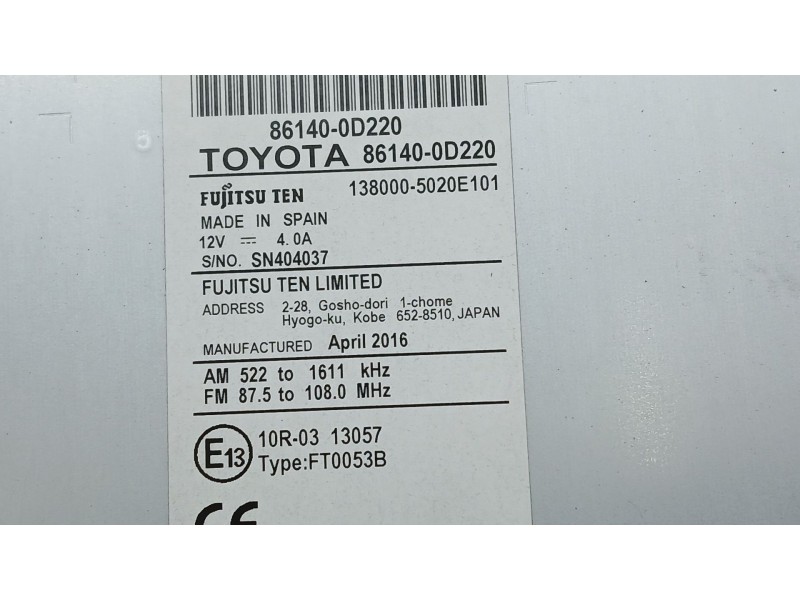 86140-0D220
TOYOTA 86140-0D220
FUJITSU TEN 138000-5020E101
MADE IN SPAIN
12V ⎓ 4.0A
S/NO. SN404037
FUJITSU TEN LIMITED
ADDRESS 2-28, Gosho-dori 1-chome
Hyogo-ku, Kobe 652-8510, JAPAN
MANUFACTURED April 2016
AM 522 to 1611 kHz
FM 87.5 to 108.0 MHz
E13 10R-03 13057
Type:FT0053B
CE